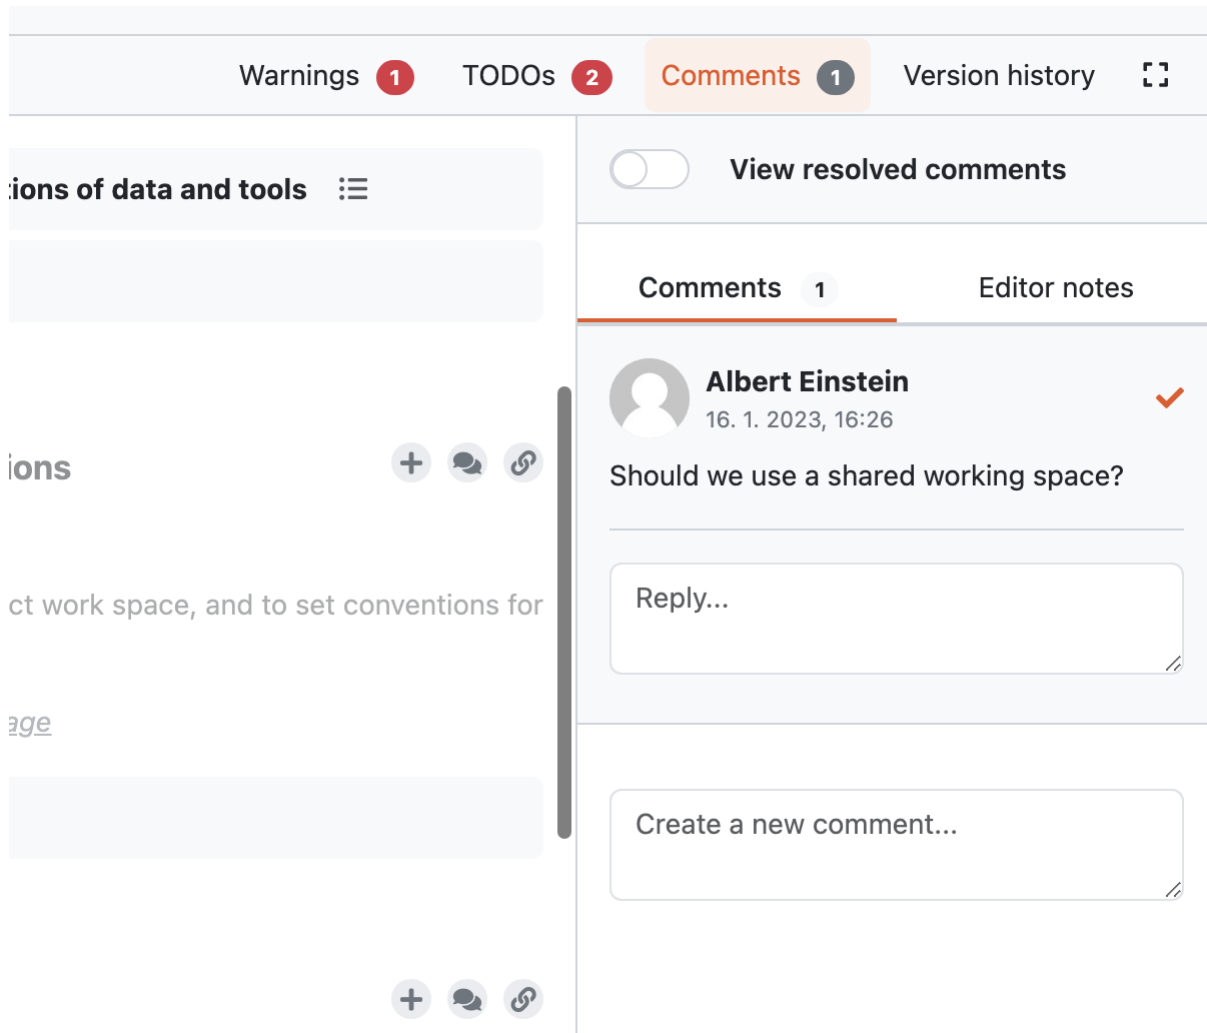 Warnings 1 TODOs 2 Comments 1 Version history
View resolved comments
tions of data and tools
Comments 1 Editor notes
Albert Einstein
16. 1. 2023, 16:26
ions
Should we use a shared working space?
Reply...
ct work space, and to set conventions for
age
Create a new comment...